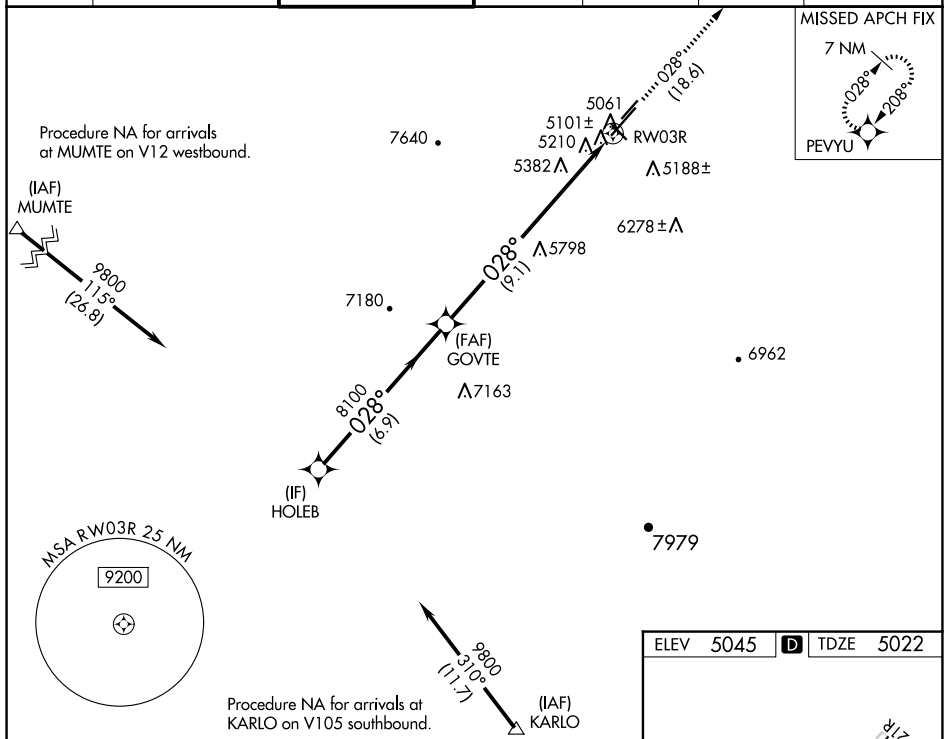 MISSED APCH FIX
7 NM
028°
208°
PEVYU
028°
(18.6)
5061
5101±
5210
RW03R
5382
5188±
7640
Procedure NA for arrivals
at MUMTE on V12 westbound.
(IAF)
MUMTE
6278±
9800
115°
(26.8)
028°
(9.1)
5798
7180
(FAF)
GOVTE
6962
7163
8100
028°
(6.9)
(IF)
HOLEB
7979
MSA RW03R 25 NM
9200
9800
310°
(11.7)
(IAF)
KARLO
Procedure NA for arrivals at
KARLO on V105 southbound.
ELEV 5045 D TDZE 5022
21R